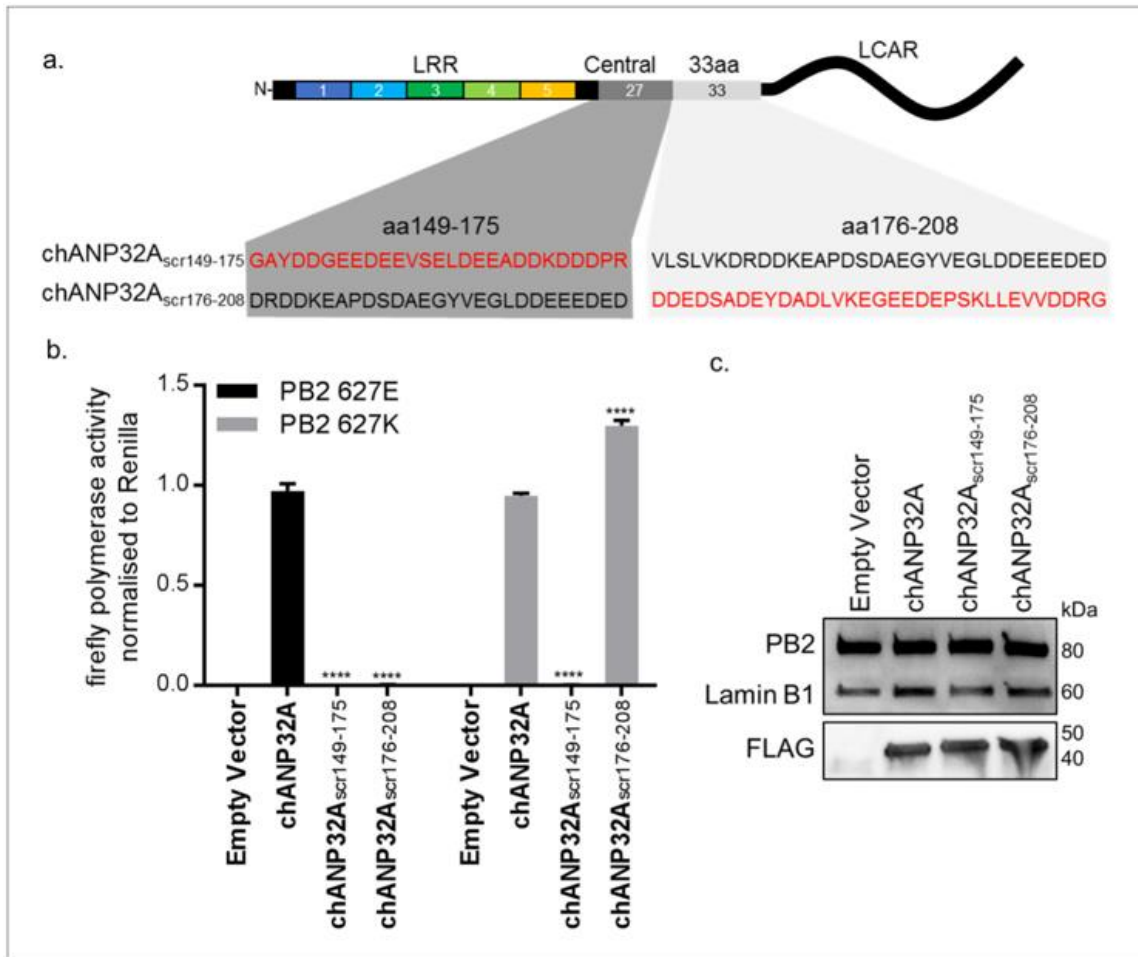 a.
LRR
Central
33aa
LCAR
N-
1
2
3
4
5
27
33
aa149-175
aa176-208
chANP32Ascr149-175
GAYDDGEEDEEVSELDEEADDKDDDPR
VLSLVKDRDDKEAPDSDAEGYVEGLDDEEEDED
chANP32Ascr176-208
DRDDKEAPDSDAEGYVEGLDDEEEDED
DDEDSADEYDADLVKEGEEDEPSKLLEVVDDRG
b.
firefly polymerase activity
normalised to Renilla
1.5
1.0
0.5
0.0
PB2 627E
PB2 627K
****
****
****
****
Empty Vector
chANP32A
chANP32Ascr149-175
chANP32Ascr176-208
Empty Vector
chANP32A
chANP32Ascr149-175
chANP32Ascr176-208
c.
Empty Vector
chANP32A
chANP32Ascr149-175
chANP32Ascr176-208
kDa
PB2
80
Lamin B1
60
FLAG
50
40